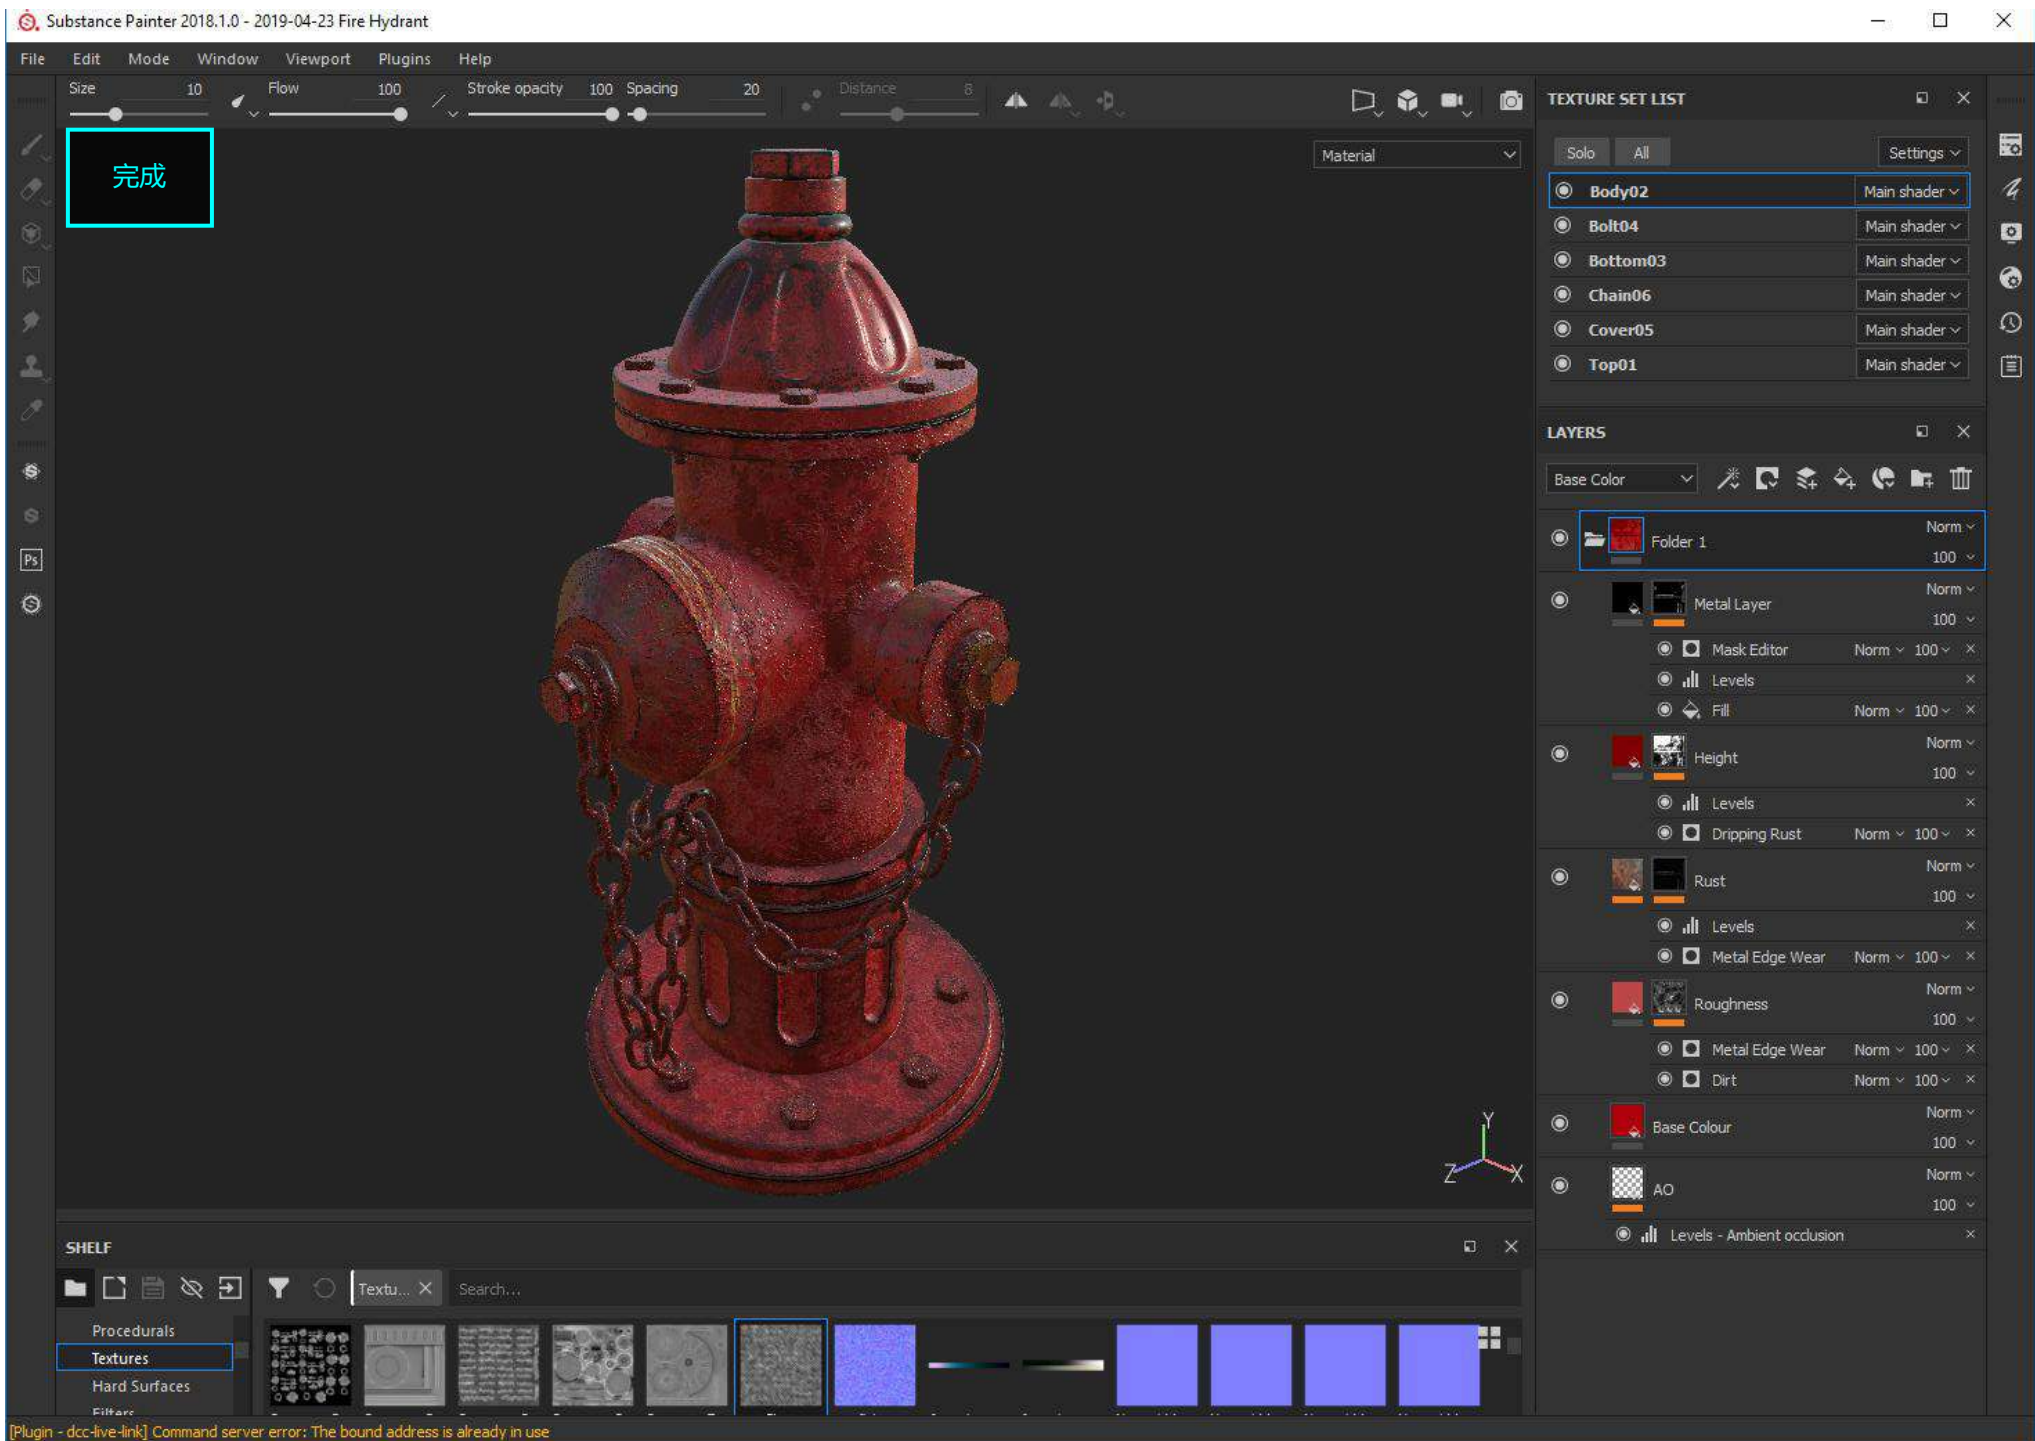 Substance Painter 2018.1.0 - 2019-04-23 Fire Hydrant
File Edit Mode Window Viewport Plugins Help
Size 10 Flow 100 Stroke opacity 100 Spacing 20 Distance 8
完成
Material
TEXTURE SET LIST
Solo All Settings
Body02 Main shader
Bolt04 Main shader
Bottom03 Main shader
Chain06 Main shader
Cover05 Main shader
Top01 Main shader
LAYERS
Base Color
Norm
Folder 1
100
Norm
Metal Layer
100
Mask Editor Norm 100
Levels
Fill Norm 100
Norm
Height
100
Levels
Dripping Rust Norm 100
Norm
Rust
100
Levels
Metal Edge Wear Norm 100
Norm
Roughness
100
Metal Edge Wear Norm 100
Dirt Norm 100
Norm
Base Colour
100
Norm
AO
100
Levels - Ambient occlusion
Ps
Y
Z X
SHELF
Textu... Search...
Procedurals
Textures
Hard Surfaces
Filters
[Plugin - dcc-live-link] Command server error: The bound address is already in use